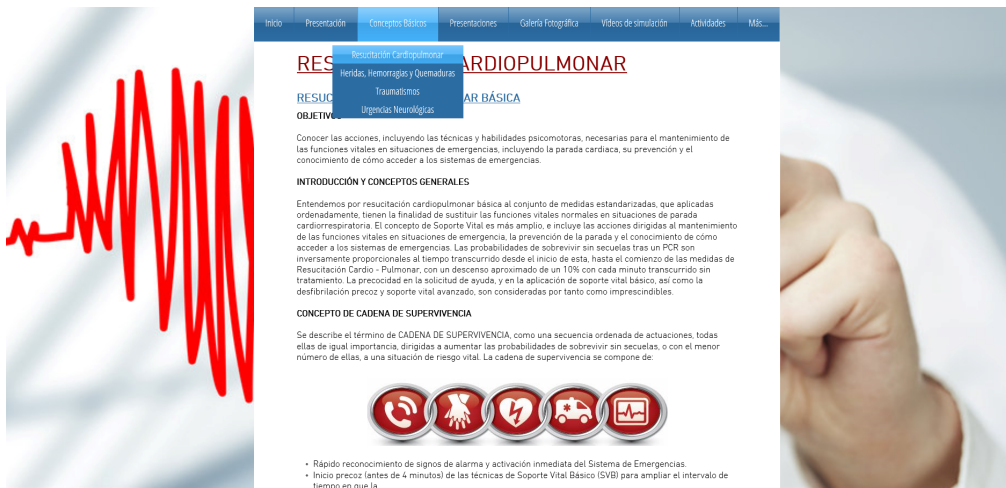 Inicio Presentación Conceptos Básicos Presentaciones Galería Fotográfica Vídeos de simulación Actividades Más...
Resucitación Cardiopulmonar
Heridas, Hemorragias y Quemaduras
Traumatismos
Urgencias Neurológicas
RES ARDIOPULMONAR
RESUC AR BÁSICA
OBJETIVOS
Conocer las acciones, incluyendo las técnicas y habilidades psicomotoras, necesarias para el mantenimiento de
las funciones vitales en situaciones de emergencias, incluyendo la parada cardiaca, su prevención y el
conocimiento de cómo acceder a los sistemas de emergencias.
INTRODUCCIÓN Y CONCEPTOS GENERALES
Entendemos por resucitación cardiopulmonar básica al conjunto de medidas estandarizadas, que aplicadas
ordenadamente, tienen la finalidad de sustituir las funciones vitales normales en situaciones de parada
cardiorrespiratoria. El concepto de Soporte Vital es más amplio, e incluye las acciones dirigidas al mantenimiento
de las funciones vitales en situaciones de emergencia, la prevención de la parada y el conocimiento de cómo
acceder a los sistemas de emergencias. Las probabilidades de sobrevivir sin secuelas tras un PCR son
inversamente proporcionales al tiempo transcurrido desde el inicio de esta, hasta el comienzo de las medidas de
Resucitación Cardio - Pulmonar, con un descenso aproximado de un 10% con cada minuto transcurrido sin
tratamiento. La precocidad en la solicitud de ayuda, y en la aplicación de soporte vital básico, así como la
desfibrilación precoz y soporte vital avanzado, son consideradas por tanto como imprescindibles.
CONCEPTO DE CADENA DE SUPERVIVENCIA
Se describe el término de CADENA DE SUPERVIVENCIA, como una secuencia ordenada de actuaciones, todas
ellas de igual importancia, dirigidas a aumentar las probabilidades de sobrevivir sin secuelas, o con el menor
número de ellas, a una situación de riesgo vital. La cadena de supervivencia se compone de:
Rápido reconocimiento de signos de alarma y activación inmediata del Sistema de Emergencias.
Inicio precoz (antes de 4 minutos) de las técnicas de Soporte Vital Básico (SVB) para ampliar el intervalo de
tiempo en que la